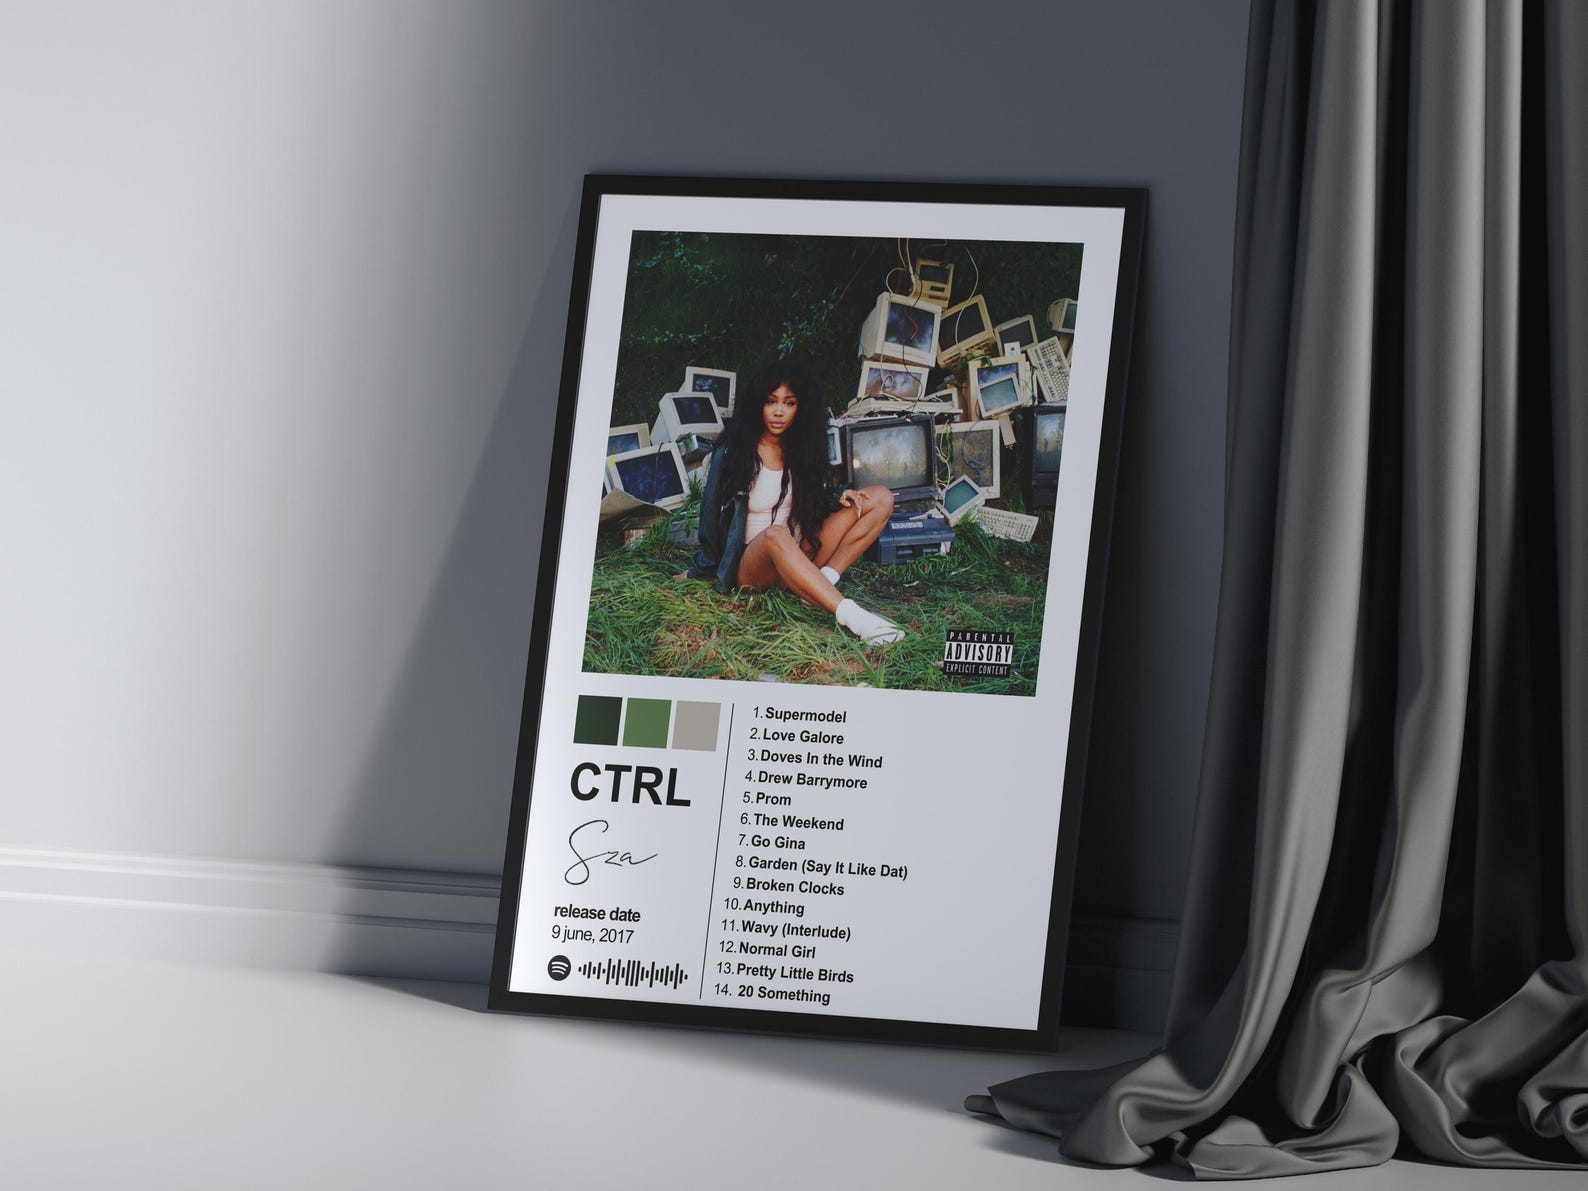 PARENTAL
ADVISORY
EXPLICIT CONTENT
CTRL
Sza
release date
9 june, 2017
1. Supermodel
2. Love Galore
3. Doves In the Wind
4. Drew Barrymore
5. Prom
6. The Weekend
7. Go Gina
8. Garden (Say It Like Dat)
9. Broken Clocks
10. Anything
11. Wavy (Interlude)
12. Normal Girl
13. Pretty Little Birds
14. 20 Something